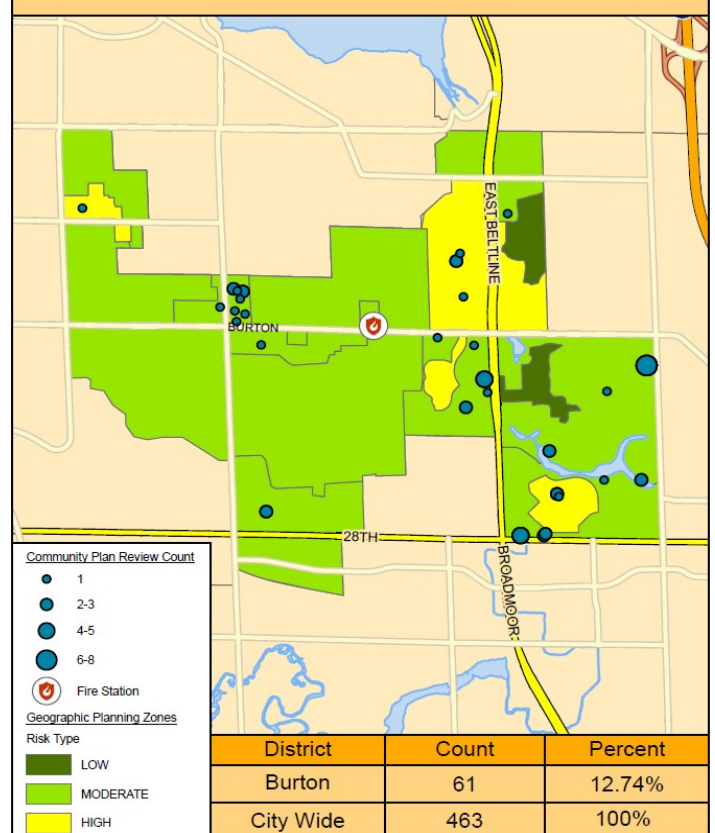 EAST BELTLINE
BURTON
28TH
BROADMOOR
Community Plan Review Count
1
2-3
4-5
6-8
Fire Station
Geographic Planning Zones
Risk Type
LOW
MODERATE
HIGH
District Count Percent
Burton 61 12.74%
City Wide 463 100%